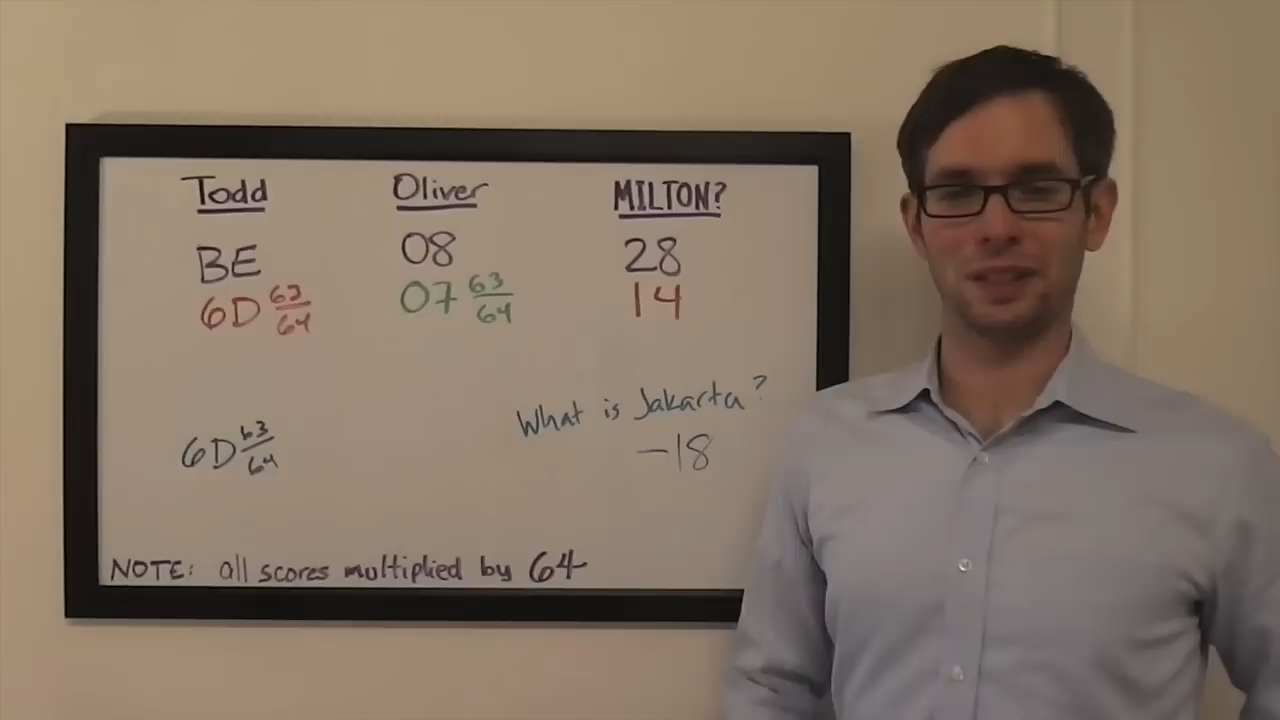 Todd Oliver MILTON?
BE 08 28
6D 63/64 07 63/64 14
What is Jakarta?
6D 63/64 -18
NOTE: all scores multiplied by 64